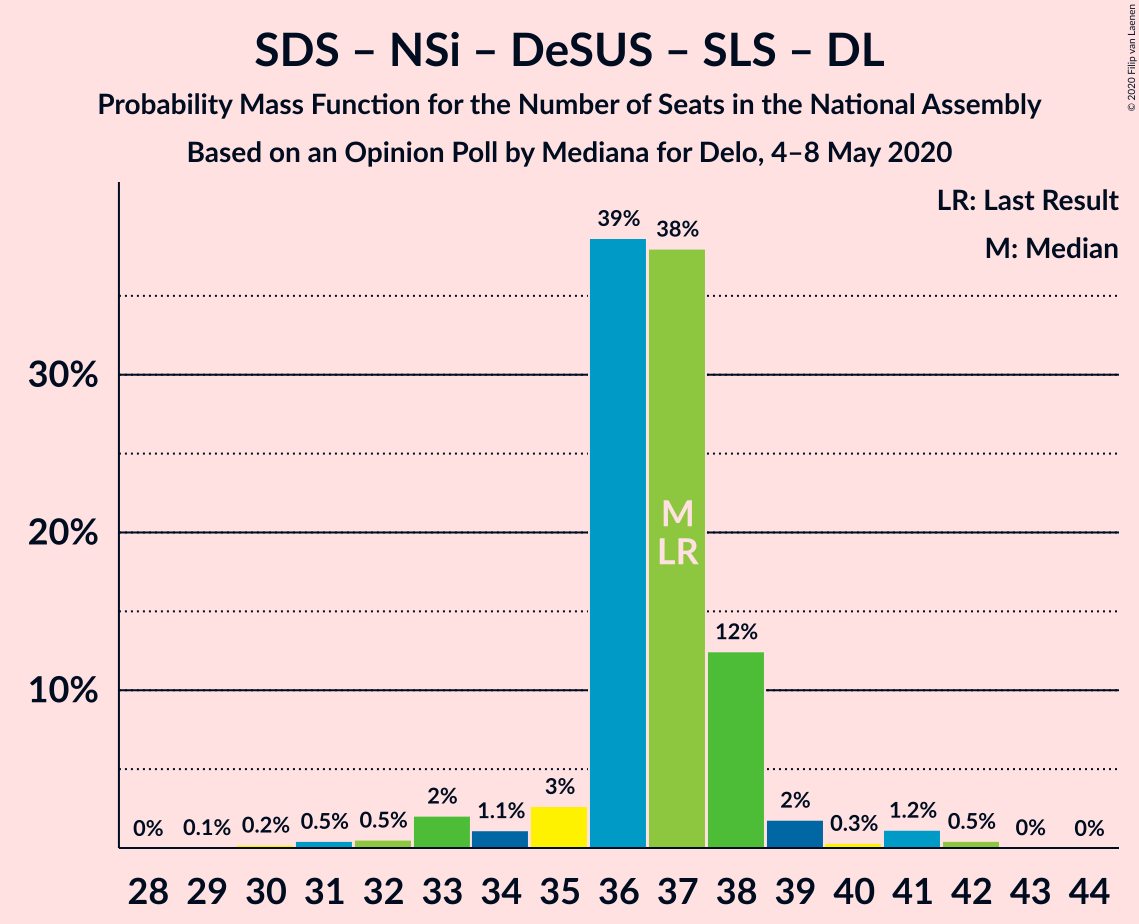 SDS – NSi – DeSUS – SLS – DL
Probability Mass Function for the Number of Seats in the National Assembly
Based on an Opinion Poll by Mediana for Delo, 4–8 May 2020
© 2020 Filip van Laenen
LR: Last Result
M: Median
30%
20%
10%
0%
0.1%
0.2%
0.5%
0.5%
2%
1.1%
3%
39%
38%
12%
2%
0.3%
1.2%
0.5%
0%
0%
M
LR
28 29 30 31 32 33 34 35 36 37 38 39 40 41 42 43 44